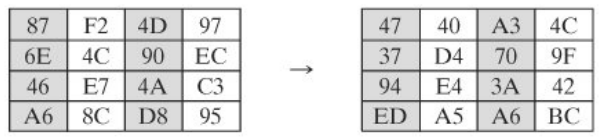 87 F2 4D 97 47 40 A3 4C
6E 4C 90 EC 37 D4 70 9F
→
46 E7 4A C3 94 E4 3A 42
A6 8C D8 95 ED A5 A6 BC